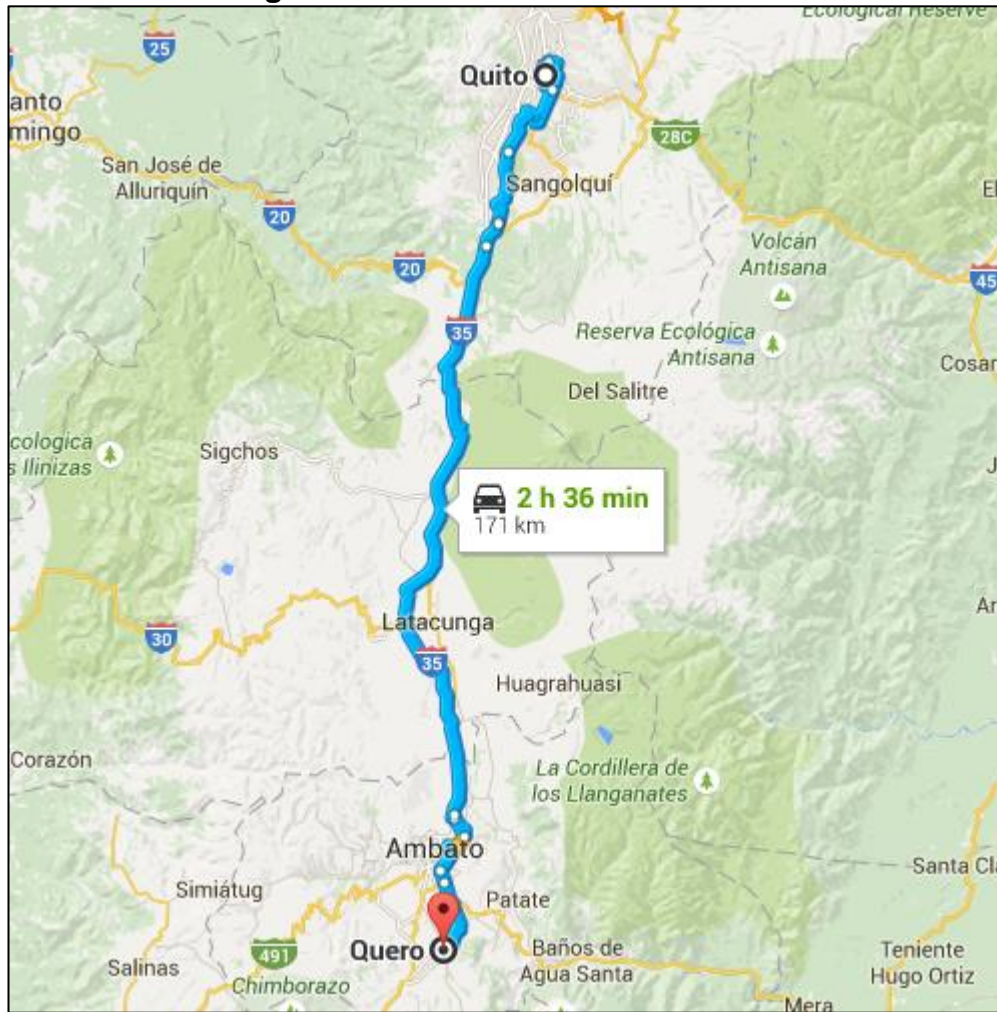 Ecological Reserve
25
Quito
anto
mingo
28C
San José de
Alluriquín
Sangolquí
El
20
Volcán
Antisana
20
45
35
Reserva Ecológica
Antisana
Cosan
Del Salitre
cologica
s Ilinizas
Sigchos
2 h 36 min
171 km
Ar
Latacunga
30
35
Huagrahuasi
Corazón
La Cordillera de
los Llanganates
Ambato
Santa Cla
Simiátug
Patate
Quero
491
Baños de
Agua Santa
Teniente
Hugo Ortiz
Salinas
Chimborazo
Mera